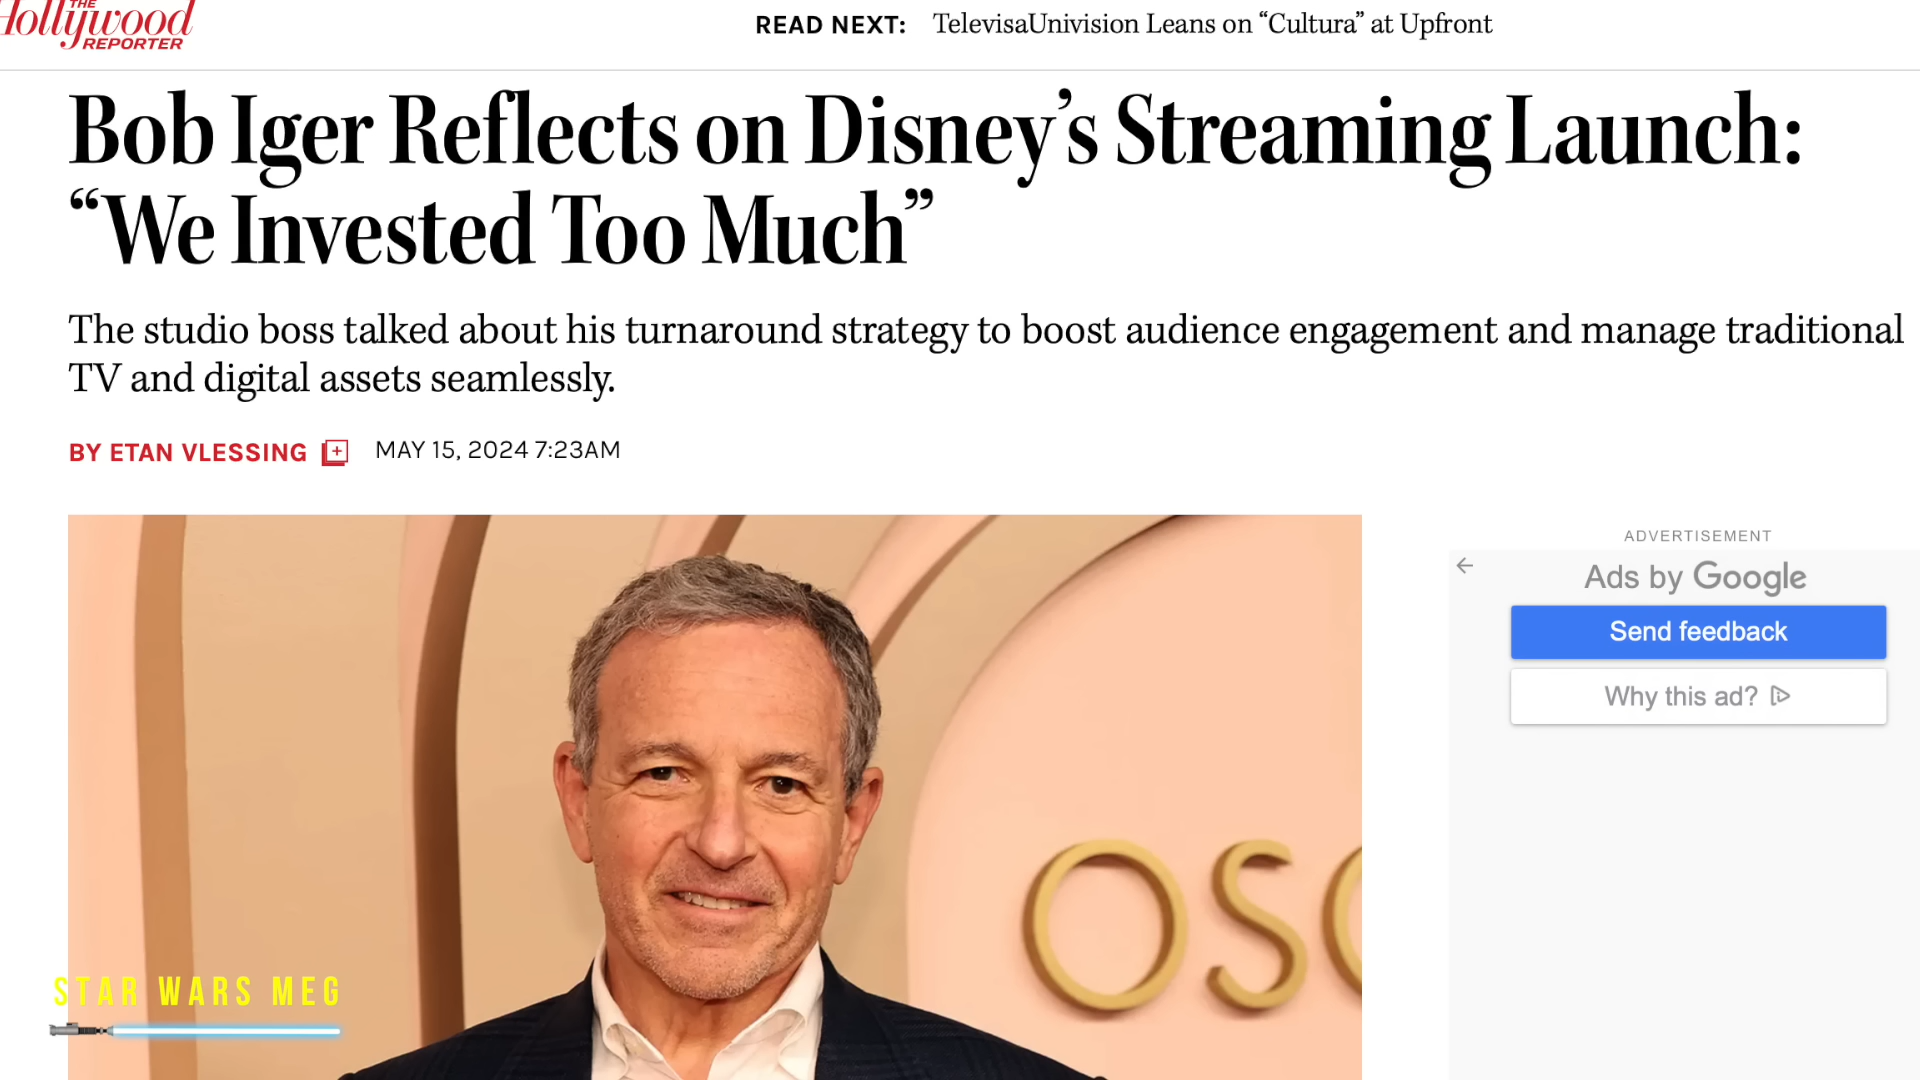 THE
Hollywood
REPORTER
READ NEXT: TelevisaUnivision Leans on “Cultura” at Upfront
Bob Iger Reflects on Disney’s Streaming Launch:
“We Invested Too Much”
The studio boss talked about his turnaround strategy to boost audience engagement and manage traditional
TV and digital assets seamlessly.
BY ETAN VLESSING MAY 15, 2024 7:23AM
ADVERTISEMENT
Ads by Google
Send feedback
Why this ad?
OSC
STAR WARS MEG